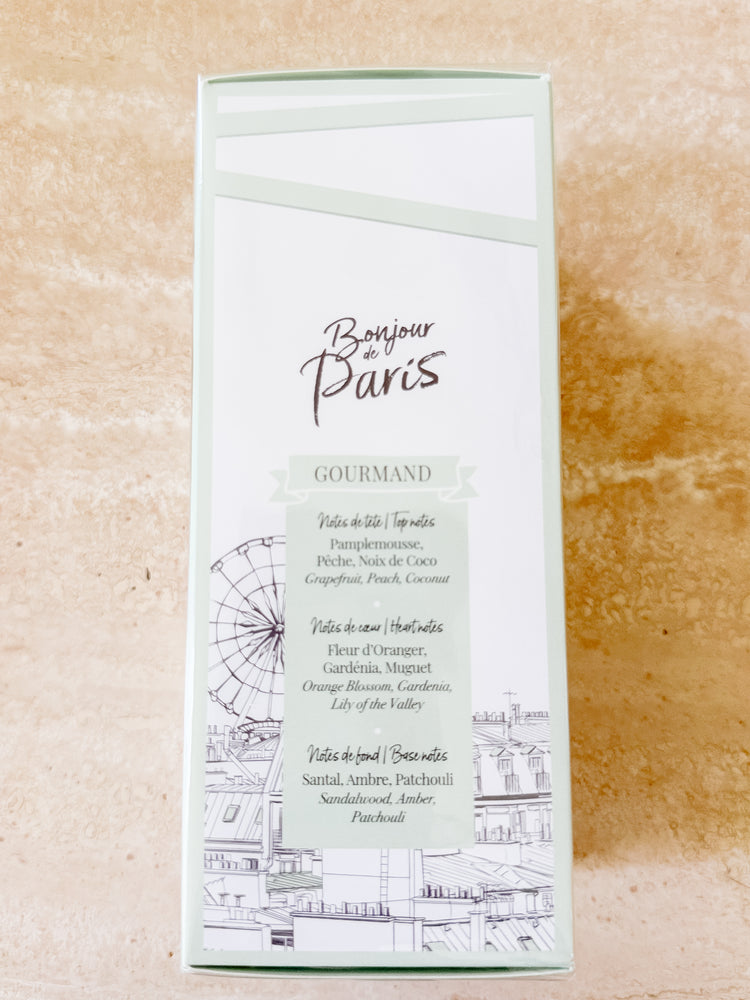 Bonjour
de
Paris
GOURMAND
Notes de tête | Top notes
Pamplemousse,
Pêche, Noix de Coco
Grapefruit, Peach, Coconut
Notes de cœur | Heart notes
Fleur d'Oranger,
Gardénia, Muguet
Orange Blossom, Gardenia,
Lily of the Valley
Notes de fond | Base notes
Santal, Ambre, Patchouli
Sandalwood, Amber,
Patchouli